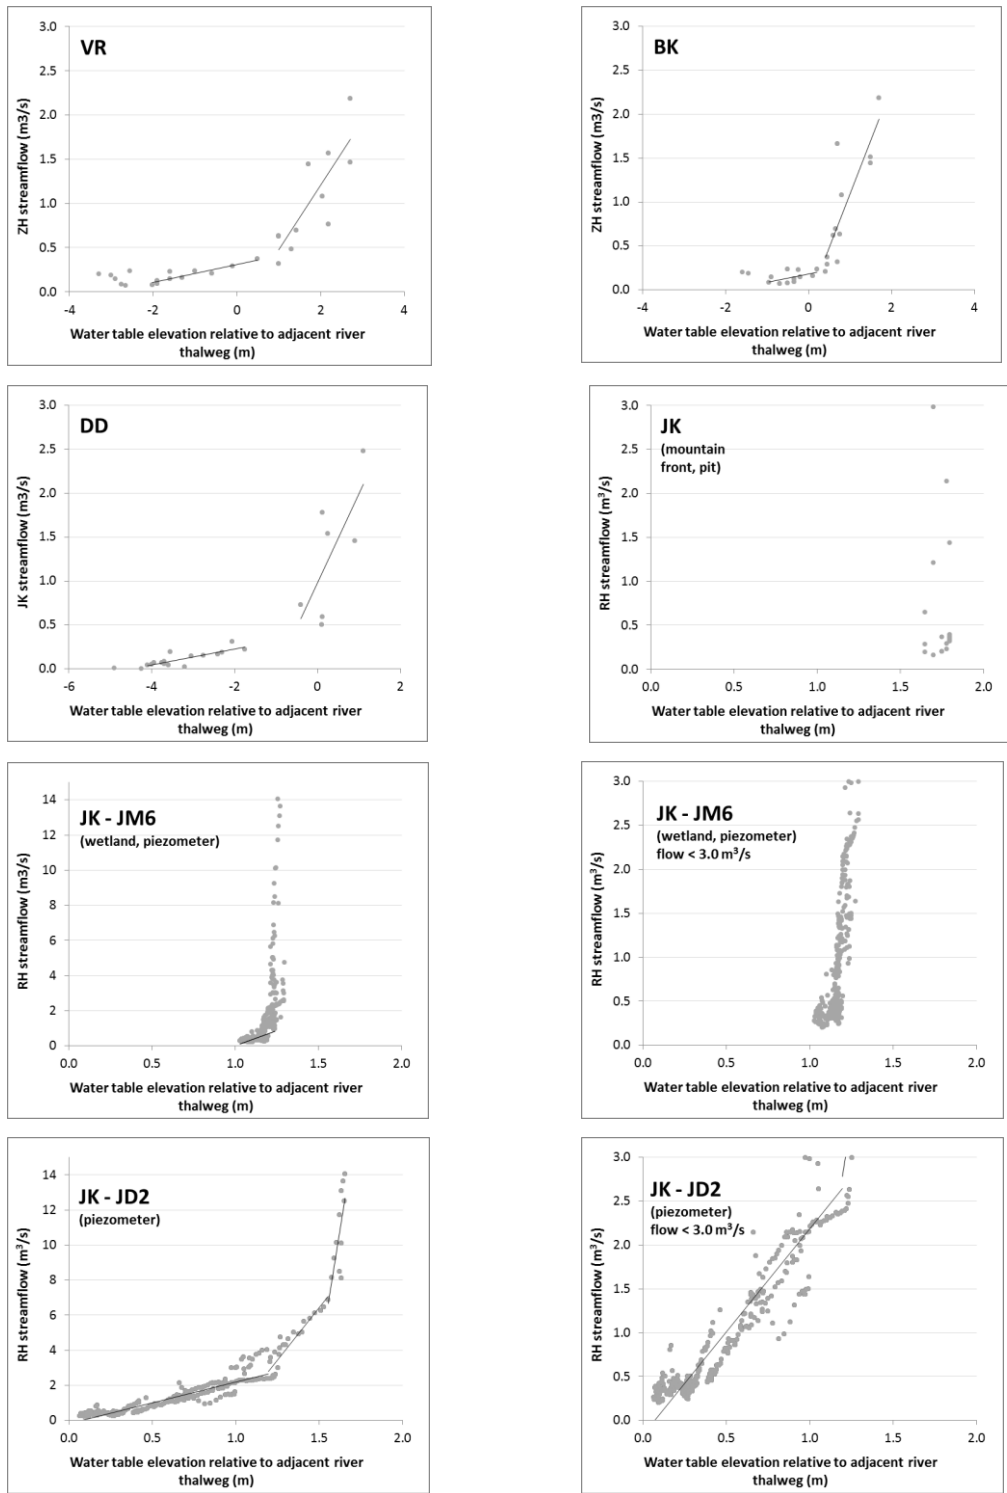 VR
ZH streamflow (m3/s)
3.0
2.5
2.0
1.5
1.0
0.5
0.0
-4 -2 0 2 4
Water table elevation relative to adjacent river
thalweg (m)
BK
ZH streamflow (m3/s)
3.0
2.5
2.0
1.5
1.0
0.5
0.0
-4 -2 0 2 4
Water table elevation relative to adjacent river
thalweg (m)
DD
JK streamflow (m3/s)
3.0
2.5
2.0
1.5
1.0
0.5
0.0
-6 -4 -2 0 2
Water table elevation relative to adjacent river
thalweg (m)
JK
(mountain
front, pit)
RH streamflow (m³/s)
3.0
2.5
2.0
1.5
1.0
0.5
0.0
0.0 0.5 1.0 1.5 2.0
Water table elevation relative to adjacent river
thalweg (m)
JK - JM6
(wetland, piezometer)
RH streamflow (m3/s)
14
12
10
8
6
4
2
0
0.0 0.5 1.0 1.5 2.0
Water table elevation relative to adjacent river
thalweg (m)
JK - JM6
(wetland, piezometer)
flow < 3.0 m³/s
RH streamflow (m³/s)
3.0
2.5
2.0
1.5
1.0
0.5
0.0
0.0 0.5 1.0 1.5 2.0
Water table elevation relative to adjacent river
thalweg (m)
JK - JD2
(piezometer)
RH streamflow (m³/s)
14
12
10
8
6
4
2
0
0.0 0.5 1.0 1.5 2.0
Water table elevation relative to adjacent river
thalweg (m)
JK - JD2
(piezometer)
flow < 3.0 m³/s
RH streamflow (m³/s)
3.0
2.5
2.0
1.5
1.0
0.5
0.0
0.0 0.5 1.0 1.5 2.0
Water table elevation relative to adjacent river
thalweg (m)